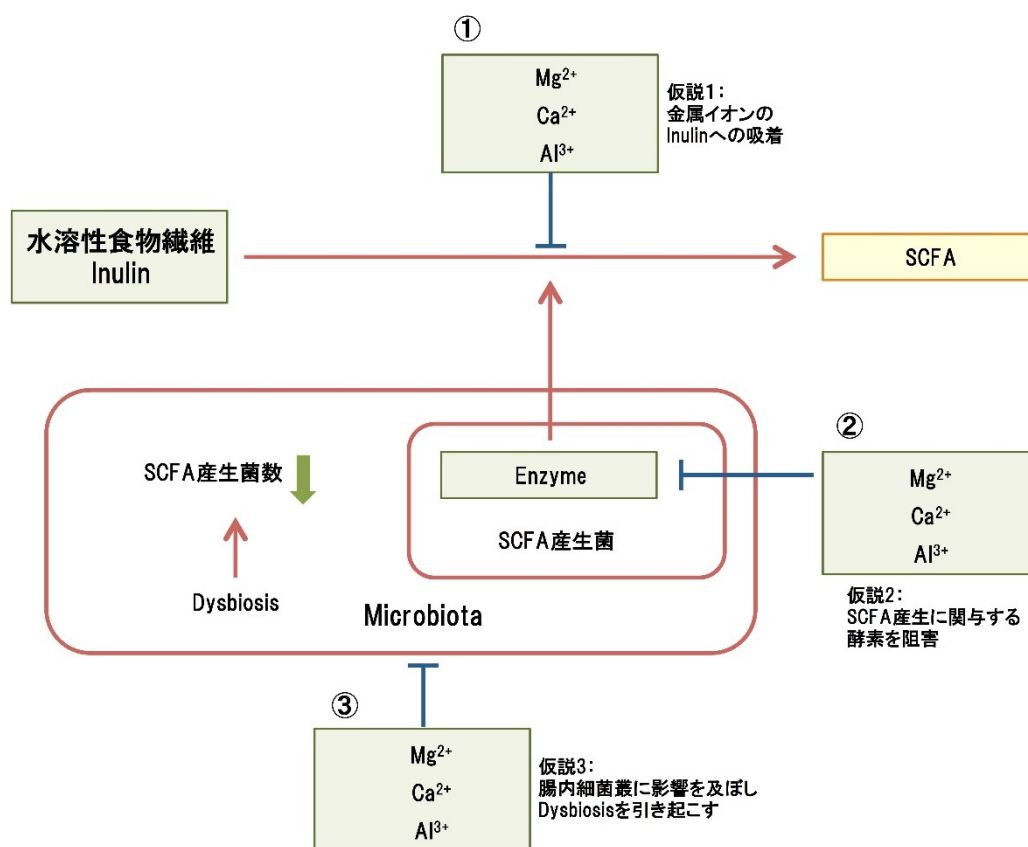 ①
Mg²⁺
Ca²⁺
Al³⁺
仮説1：
金属イオンの
Inulinへの吸着
水溶性食物繊維
Inulin
SCFA
SCFA産生菌数
Dysbiosis
Enzyme
SCFA産生菌
Microbiota
②
Mg²⁺
Ca²⁺
Al³⁺
仮説2：
SCFA産生に関与する
酵素を阻害
③
Mg²⁺
Ca²⁺
Al³⁺
仮説3：
腸内細菌叢に影響を及ぼし
Dysbiosisを引き起こす